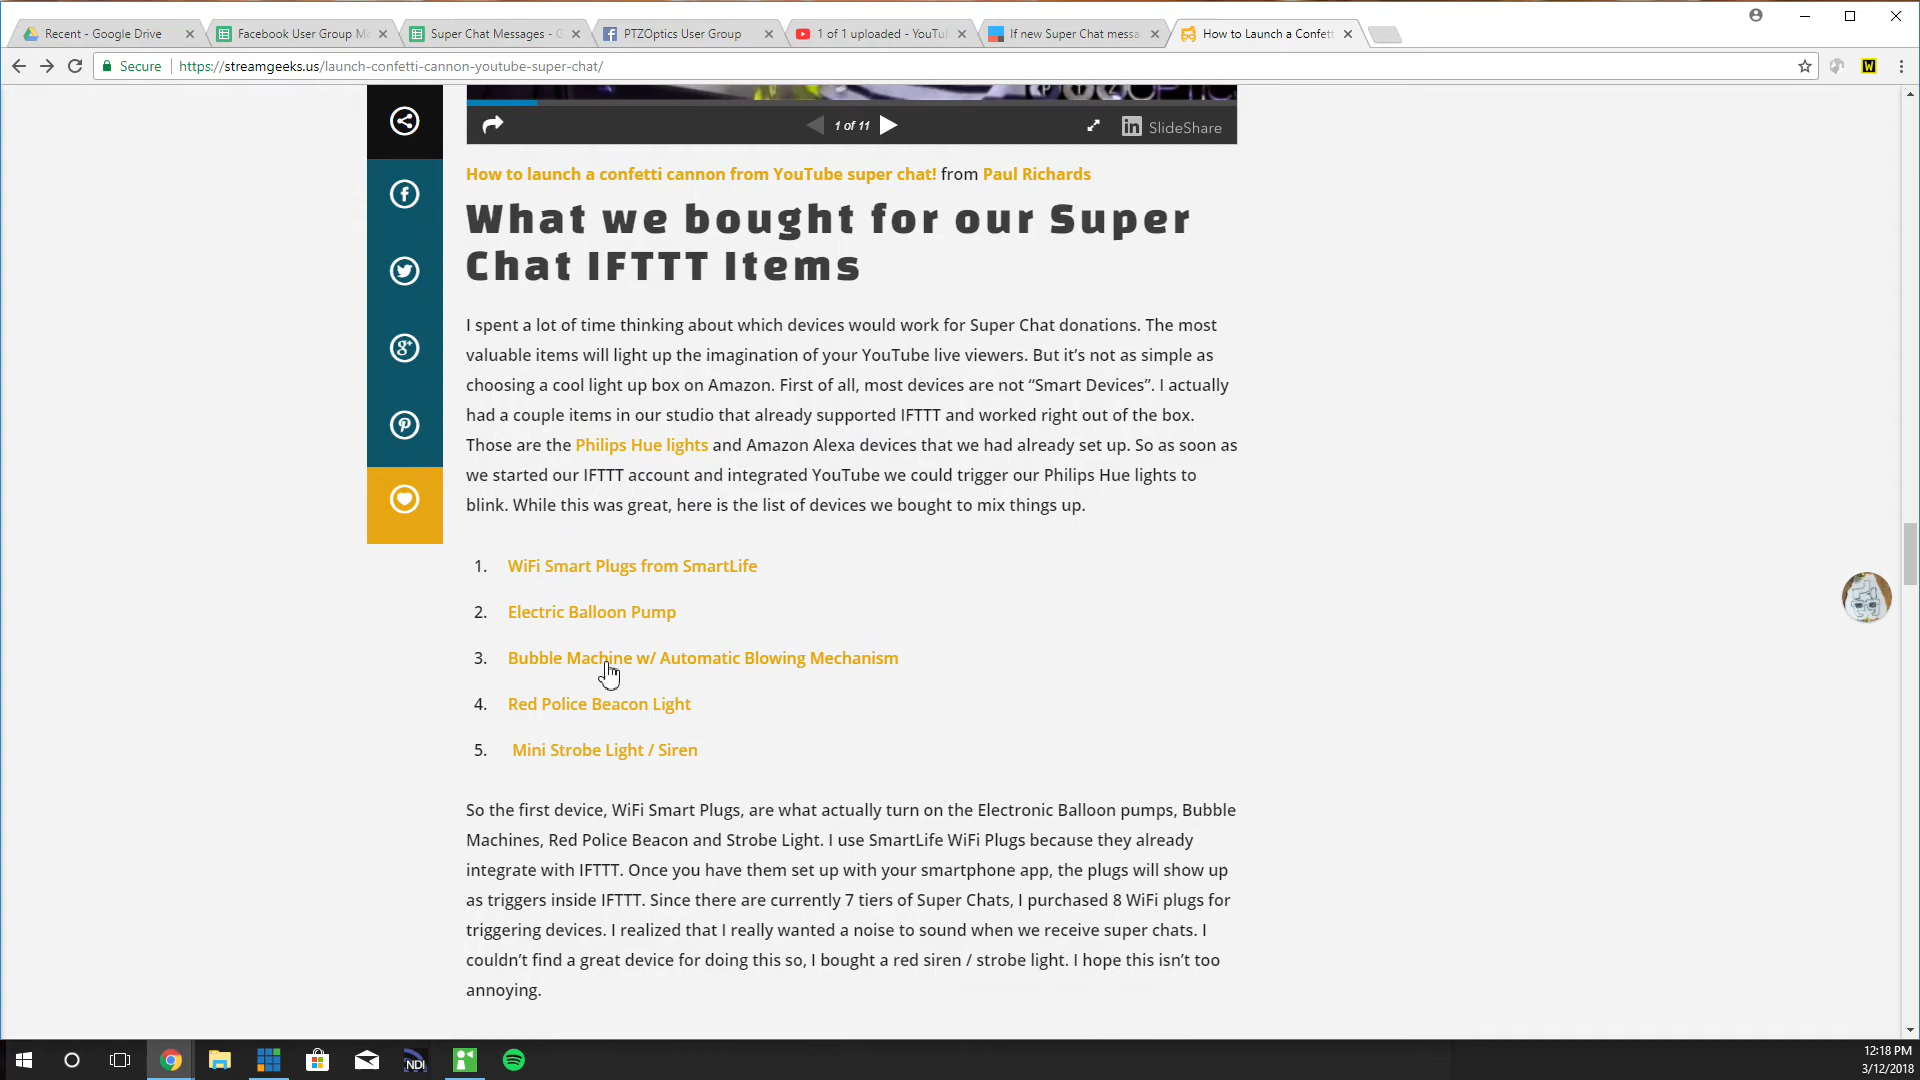 Recent - Google Drive
Facebook User Group M
Super Chat Messages - G
PTZOptics User Group
1 of 1 uploaded - YouTu
If new Super Chat messa
How to Launch a Confett
Secure
https://streamgeeks.us/launch-confetti-cannon-youtube-super-chat/
W
1 of 11
in SlideShare
How to launch a confetti cannon from YouTube super chat! from Paul Richards
What we bought for our Super
Chat IFTTT Items
I spent a lot of time thinking about which devices would work for Super Chat donations. The most
valuable items will light up the imagination of your YouTube live viewers. But it’s not as simple as
choosing a cool light up box on Amazon. First of all, most devices are not “Smart Devices”. I actually
had a couple items in our studio that already supported IFTTT and worked right out of the box.
Those are the Philips Hue lights and Amazon Alexa devices that we had already set up. So as soon as
we started our IFTTT account and integrated YouTube we could trigger our Philips Hue lights to
blink. While this was great, here is the list of devices we bought to mix things up.
1. WiFi Smart Plugs from SmartLife
2. Electric Balloon Pump
3. Bubble Machine w/ Automatic Blowing Mechanism
4. Red Police Beacon Light
5. Mini Strobe Light / Siren
So the first device, WiFi Smart Plugs, are what actually turn on the Electronic Balloon pumps, Bubble
Machines, Red Police Beacon and Strobe Light. I use SmartLife WiFi Plugs because they already
integrate with IFTTT. Once you have them set up with your smartphone app, the plugs will show up
as triggers inside IFTTT. Since there are currently 7 tiers of Super Chats, I purchased 8 WiFi plugs for
triggering devices. I realized that I really wanted a noise to sound when we receive super chats. I
couldn’t find a great device for doing this so, I bought a red siren / strobe light. I hope this isn’t too
annoying.
NDI
12:18 PM
3/12/2018